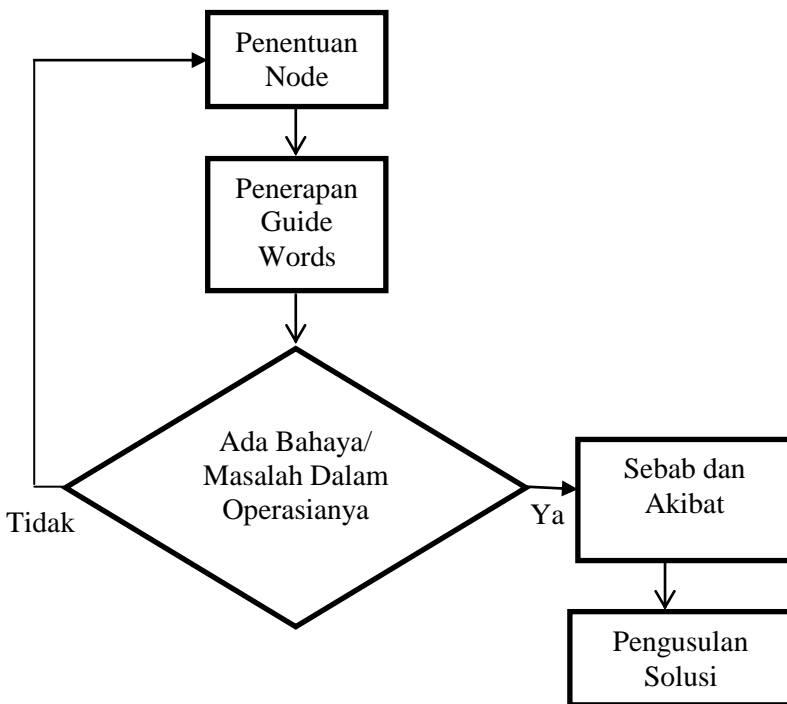 Penentuan
Node
Penerapan
Guide
Words
Ada Bahaya/
Masalah Dalam
Operasianya
Tidak
Ya
Sebab dan
Akibat
Pengusulan
Solusi